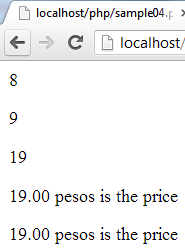 localhost/php/sample04.p
localhost/
8
9
19
19.00 pesos is the price
19.00 pesos is the price